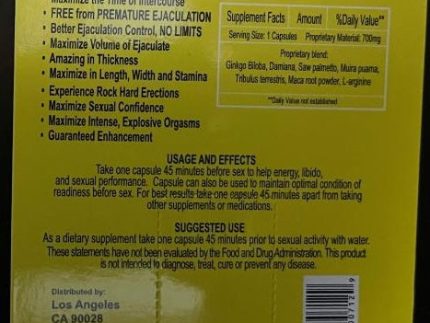 Maximize the Time of Intercourse
• FREE from PREMATURE EJACULATION
• Better Ejaculation Control, NO LIMITS
• Maximize Volume of Ejaculate
• Amazing in Thickness
• Maximize in Length, Width and Stamina
• Experience Rock Hard Erections
• Maximize Sexual Confidence
• Maximize Intense, Explosive Orgasms
• Guaranteed Enhancement
Supplement Facts Amount %Daily Value**
Serving Size: 1 Capsules Proprietary Material: 700mg
Proprietary blend:
Ginkgo Biloba, Damiana, Saw palmetto, Muira puama,
Tribulus terrestris, Maca root powder, L-arginine
**Daily Value not established
USAGE AND EFFECTS
Take one capsule 45 minutes before sex to help energy, libido,
and sexual performance. Capsule can also be used to maintain optimal condition of
readiness before sex. For best results take one capsule 45 minutes apart from taking
other supplements or medications.
SUGGESTED USE
As a dietary supplement take one capsule 45 minutes prior to sexual activity with water.
These statements have not been evaluated by the Food and Drug Administration. This product
is not intended to diagnose, treat, cure or prevent any disease.
Distributed by:
Los Angeles
CA 90028